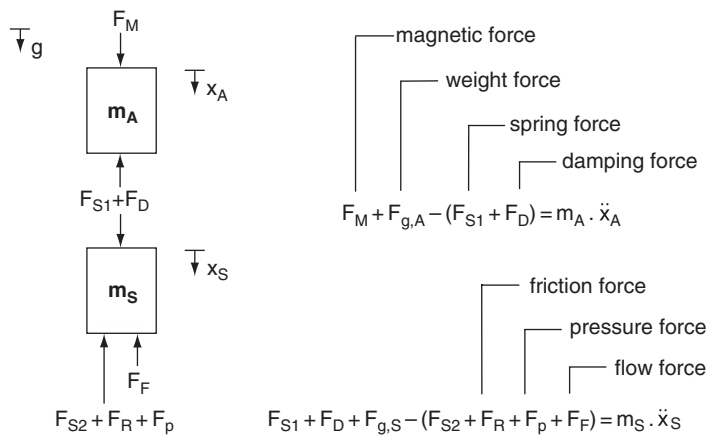 g
F_M
m_A
x_A
F_S1+F_D
m_S
x_S
F_F
F_S2 + F_R + F_p
magnetic force
weight force
spring force
damping force
F_M + F_g,A – (F_S1 + F_D) = m_A . ẍ_A
friction force
pressure force
flow force
F_S1 + F_D + F_g,S – (F_S2 + F_R + F_p + F_F) = m_S . ẍ_S